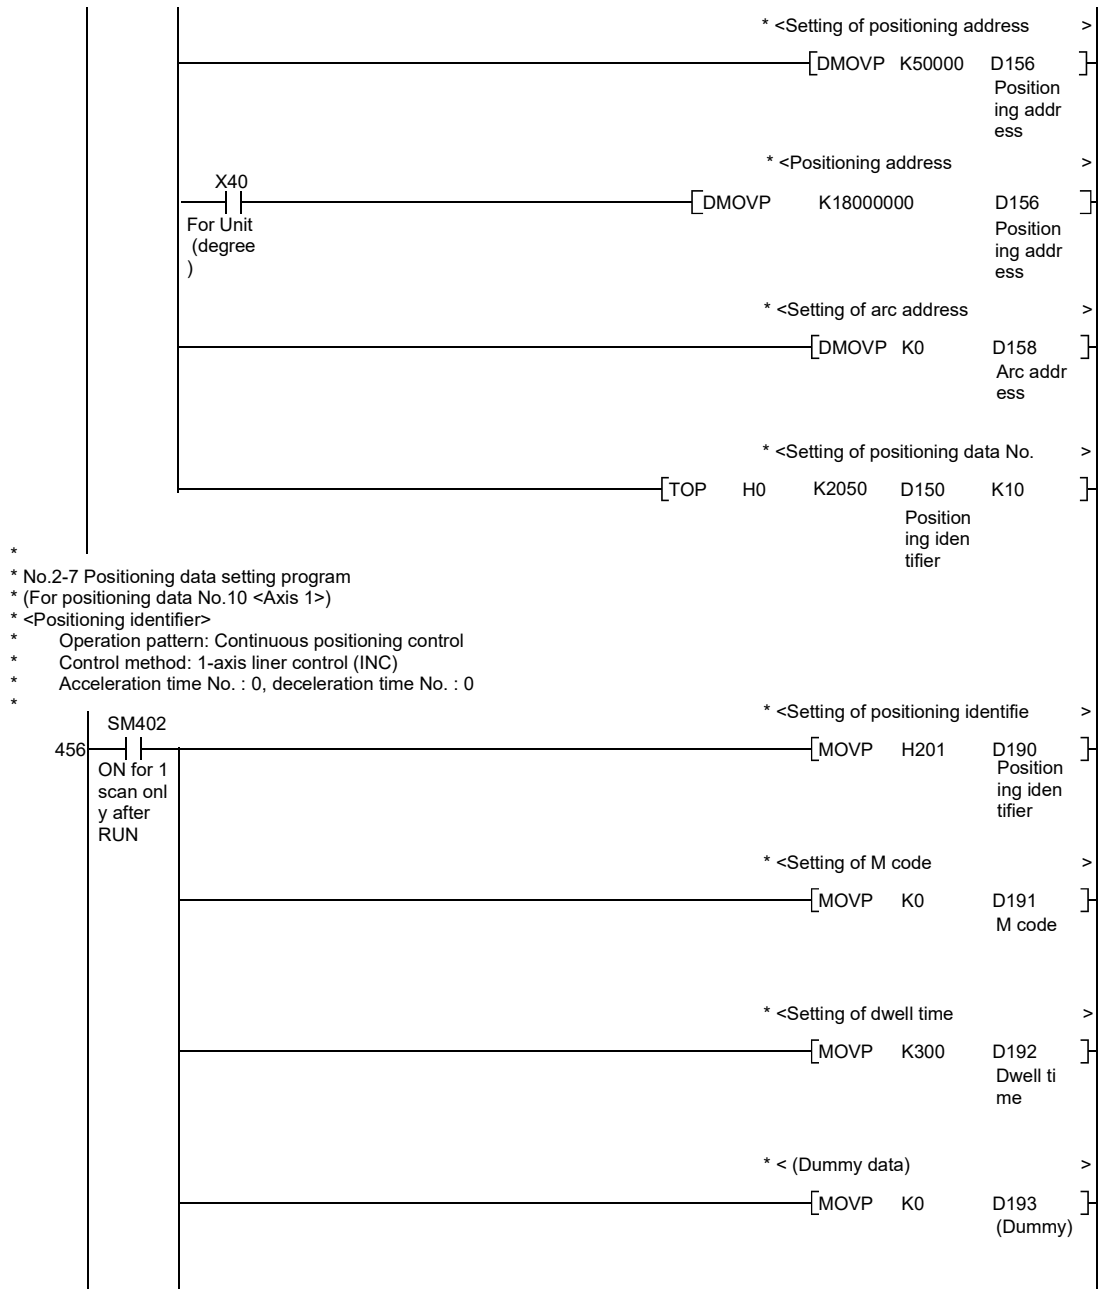 * <Setting of positioning address >
DMOVP K50000 D156
Position
ing addr
ess
* <Positioning address >
X40
DMOVP K18000000 D156
For Unit
(degree
)
Position
ing addr
ess
* <Setting of arc address >
DMOVP K0 D158
Arc addr
ess
* <Setting of positioning data No. >
TOP H0 K2050 D150 K10
Position
ing iden
tifier
*
* No.2-7 Positioning data setting program
* (For positioning data No.10 <Axis 1>)
* <Positioning identifier>
* Operation pattern: Continuous positioning control
* Control method: 1-axis liner control (INC)
* Acceleration time No. : 0, deceleration time No. : 0
*
* <Setting of positioning identifie >
SM402
456 MOVP H201 D190
ON for 1
scan onl
y after
RUN
Position
ing iden
tifier
* <Setting of M code >
MOVP K0 D191
M code
* <Setting of dwell time >
MOVP K300 D192
Dwell ti
me
* < (Dummy data) >
MOVP K0 D193
(Dummy)